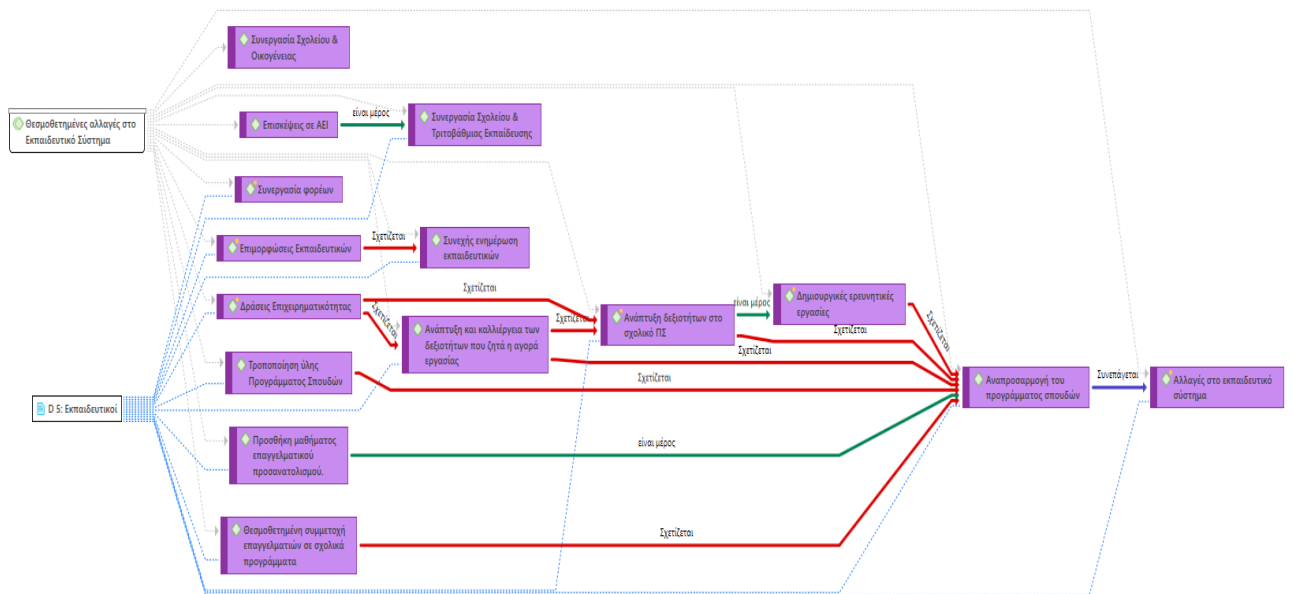 Συνεργασία Σχολείου &
Οικογένειας
Θεσμοθετημένες αλλαγές στο
Εκπαιδευτικό Σύστημα
Επισκέψεις σε ΑΕΙ
είναι μέρος
Συνεργασία Σχολείου &
Τριτοβάθμιας Εκπαίδευσης
Συνεργασία φορέων
Επιμορφώσεις Εκπαιδευτικών
Σχετίζεται
Συνεχής ενημέρωση
εκπαιδευτικών
Δράσεις Επιχειρηματικότητας
Σχετίζεται
Σχετίζεται
Ανάπτυξη και καλλιέργεια των
δεξιοτήτων που ζητά η αγορά
εργασίας
Σχετίζεται
Ανάπτυξη δεξιοτήτων στο
σχολικό ΠΣ
είναι μέρος
Δημιουργικές ερευνητικές
εργασίες
Σχετίζεται
Σχετίζεται
Σχετίζεται
Τροποποίηση ύλης
Προγράμματος Σπουδών
Σχετίζεται
Αναπροσαρμογή του
προγράμματος σπουδών
Συνεπάγεται
Αλλαγές στο εκπαιδευτικό
σύστημα
D 5: Εκπαιδευτικοί
Προσθήκη μαθήματος
επαγγελματικού
προσανατολισμού.
είναι μέρος
Θεσμοθετημένη συμμετοχή
επαγγελματιών σε σχολικά
προγράμματα
Σχετίζεται